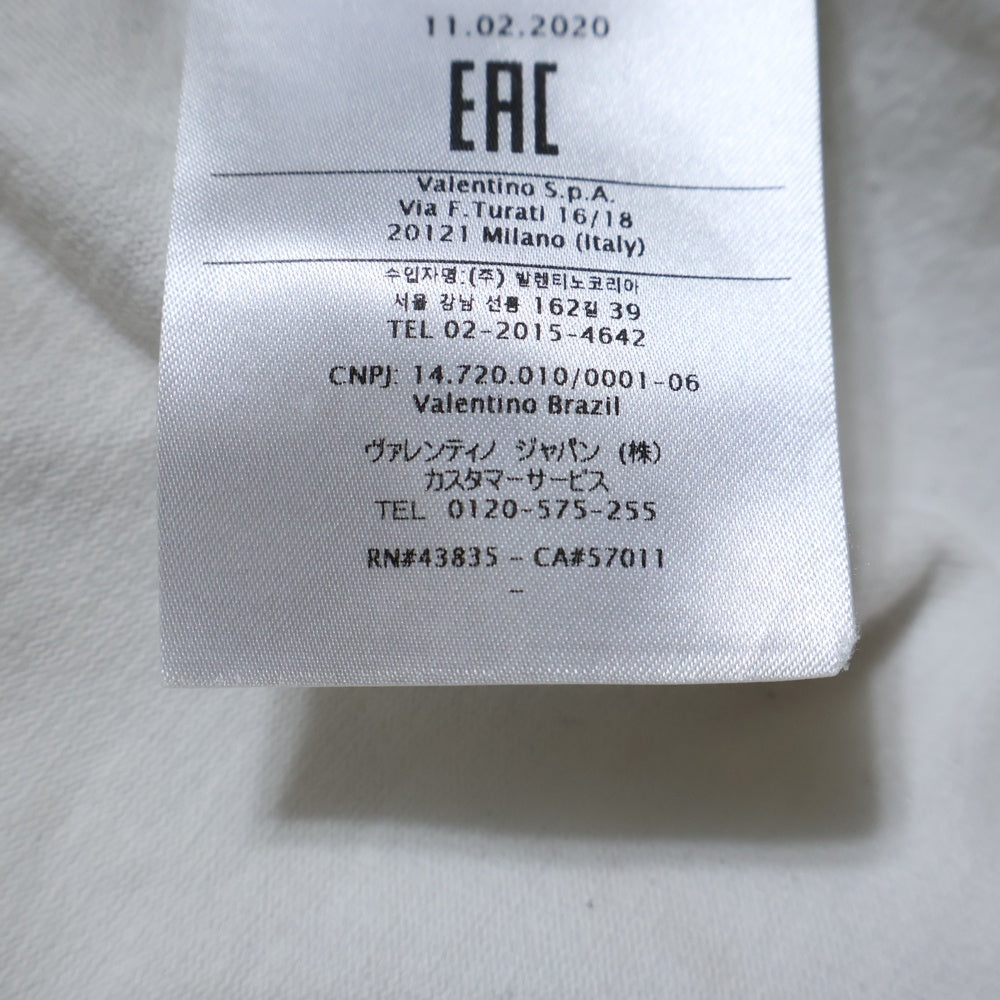 11.02.2020
EAC
Valentino S.p.A.
Via F.Turati 16/18
20121 Milano (Italy)
수입자명:(주) 발렌티노코리아
서울 강남 선릉 162길 39
TEL 02-2015-4642
CNPJ: 14.720.010/0001-06
Valentino Brazil
ヴァレンティノ ジャパン (株)
カスタマーサービス
TEL 0120-575-255
RN#43835 - CA#57011
-